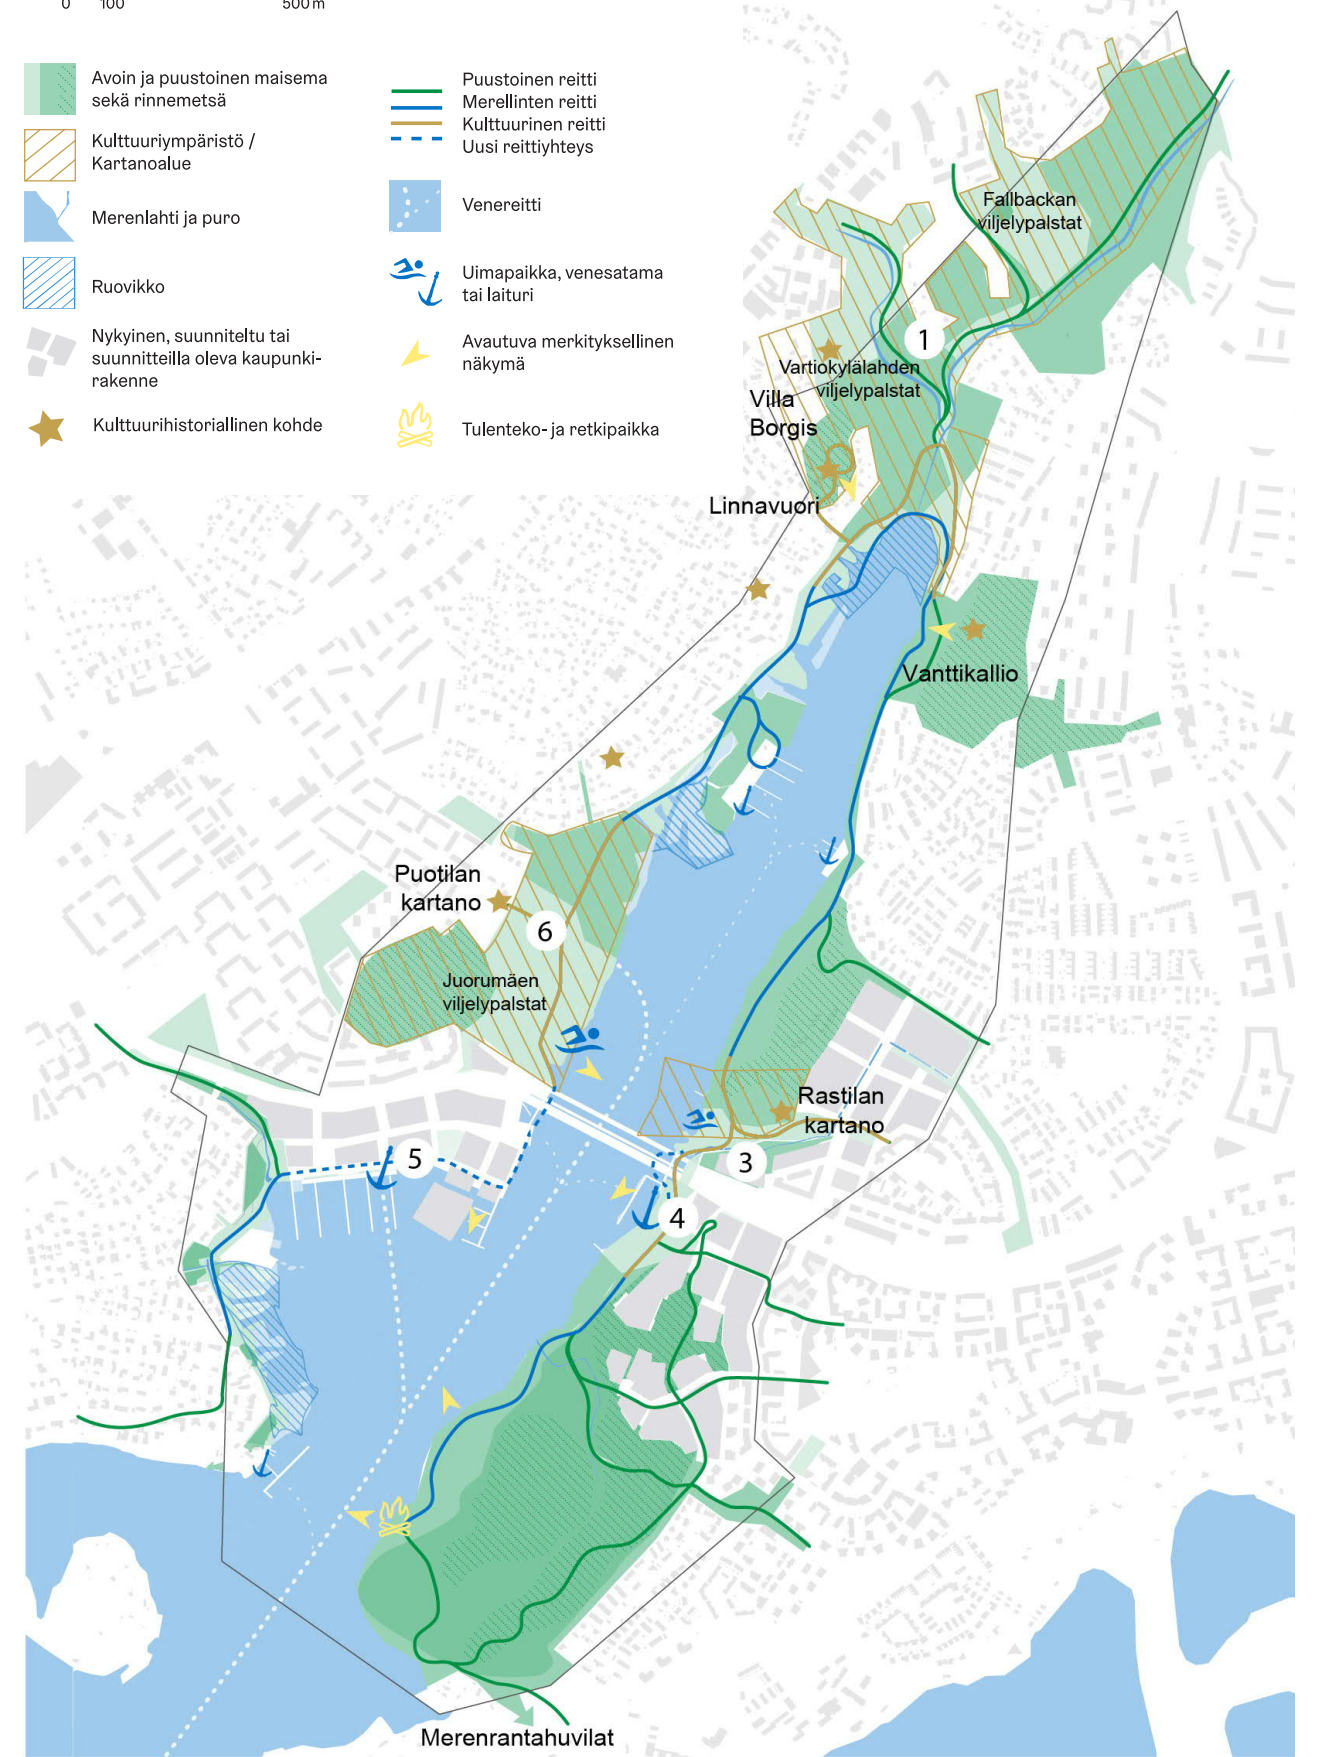 0 100 500 m
Avoin ja puustoinen maisema
sekä rinnemetsä
Kulttuuriympäristö /
Kartanoalue
Merenlahti ja puro
Ruovikko
Nykyinen, suunniteltu tai
suunnitteilla oleva kaupunki-
rakenne
Kulttuurihistoriallinen kohde
Puustoinen reitti
Merellinten reitti
Kulttuurinen reitti
Uusi reittiyhteys
Venereitti
Uimapaikka, venesatama
tai laituri
Avautuva merkityksellinen
näkymä
Tulenteko- ja retkipaikka
Fallbackan
viljelypalstat
1
Vartiokylälahden
viljelypalstat
Villa
Borgis
Linnavuori
Vanttikallio
Puotilan
kartano
6
Juorumäen
viljelypalstat
Rastilan
kartano
5
3
4
Merenrantahuvilat